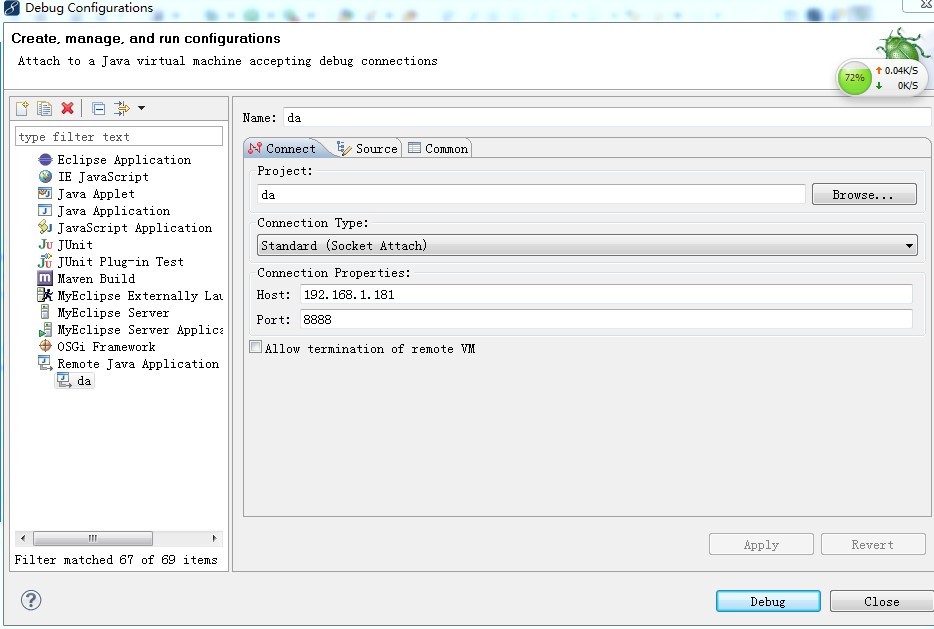 Debug Configurations
Create, manage, and run configurations
Attach to a Java virtual machine accepting debug connections
72%
0.04K/S
0K/S
type filter text
Eclipse Application
IE JavaScript
Java Applet
Java Application
JavaScript Application
JUnit
JUnit Plug-in Test
Maven Build
MyEclipse Externally Lau
MyEclipse Server
MyEclipse Server Applica
OSGi Framework
Remote Java Application
da
Filter matched 67 of 69 items
Name: da
Connect Source Common
Project:
da Browse...
Connection Type:
Standard (Socket Attach)
Connection Properties:
Host: 192.168.1.181
Port: 8888
Allow termination of remote VM
Apply Revert
Debug Close